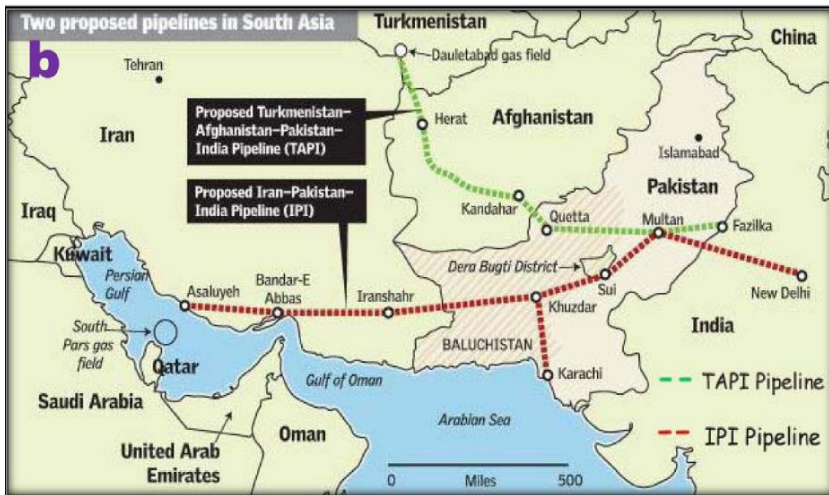 Two proposed pipelines in South Asia
b
Turkmenistan
Dauletabad gas field
China
Tehran
Proposed Turkmenistan–
Afghanistan–Pakistan–
India Pipeline (TAPI)
Herat
Afghanistan
Iran
Islamabad
Proposed Iran–Pakistan–
India Pipeline (IPI)
Pakistan
Kandahar
Quetta
Multan
Fazilka
Iraq
Kuwait
Persian
Gulf
Asaluyeh
Bandar-E
Abbas
Iranshahr
Dera Bugti District
Sui
Khuzdar
New Delhi
South
Pars gas
field
Qatar
BALUCHISTAN
India
Karachi
Gulf of Oman
TAPI Pipeline
Saudi Arabia
Arabian Sea
United Arab
Emirates
Oman
IPI Pipeline
0 500
Miles